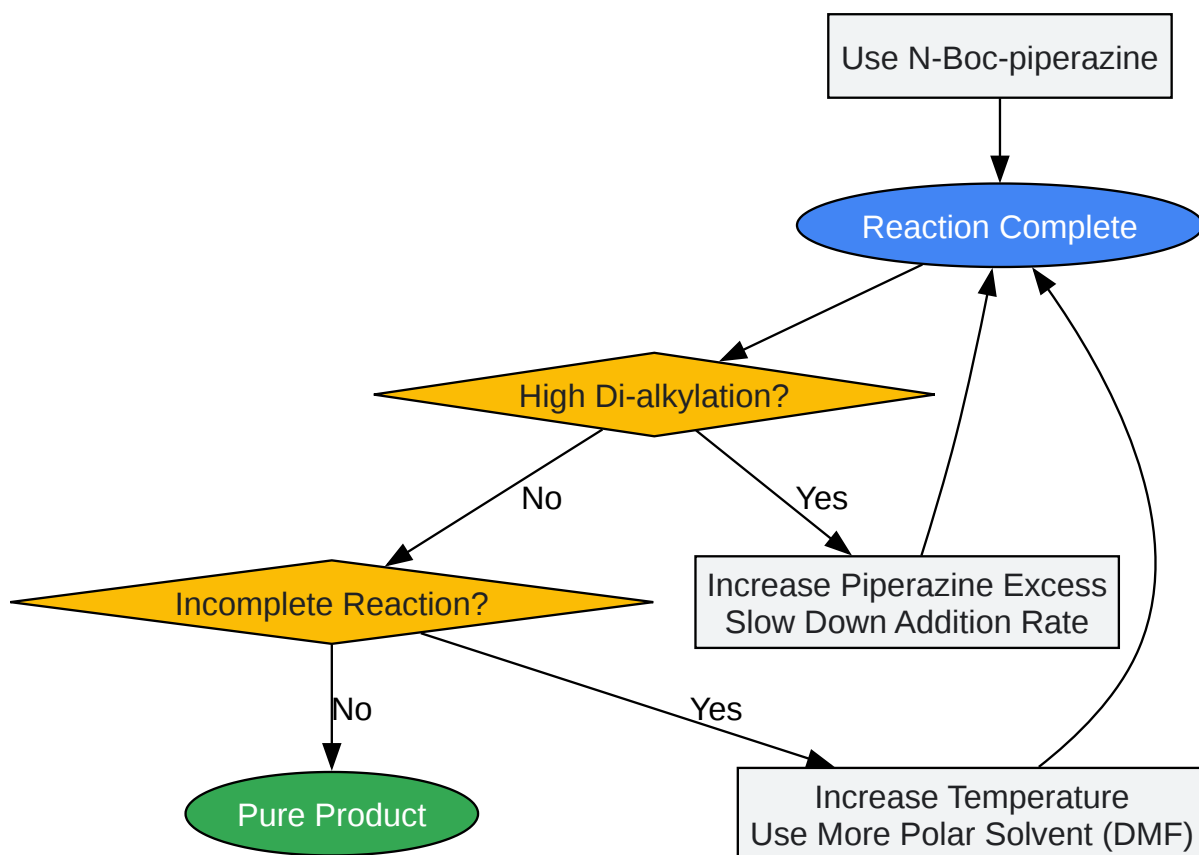 Use N-Boc-piperazine
Reaction Complete
High Di-alkylation?
No
Yes
Increase Piperazine Excess
Slow Down Addition Rate
Incomplete Reaction?
No
Yes
Pure Product
Increase Temperature
Use More Polar Solvent (DMF)